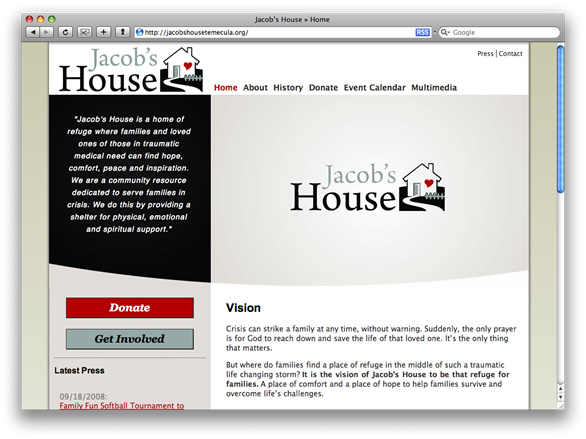 Jacob's House » Home
http://jacobshousetemecula.org/
RSS
Google
Jacob's
House
Press | Contact
Home About History Donate Event Calendar Multimedia
"Jacob's House is a home of
refuge where families and loved
ones of those in traumatic
medical need can find hope,
comfort, peace and inspiration.
We are a community resource
dedicated to serve families in
crisis. We do this by providing a
shelter for physical, emotional
and spiritual support."
Jacob's
House
Donate
Get Involved
Latest Press
09/18/2008:
Family Fun Softball Tournament to
Vision
Crisis can strike a family at any time, without warning. Suddenly, the only prayer
is for God to reach down and save the life of that loved one. It's the only thing
that matters.
But where do families find a place of refuge in the middle of such a traumatic
life changing storm? It is the vision of Jacob's House to be that refuge for
families. A place of comfort and a place of hope to help families survive and
overcome life's challenges.